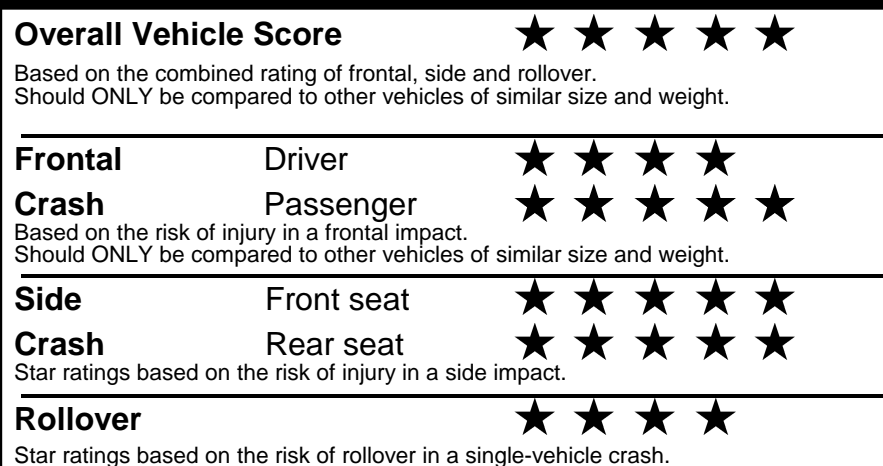 Overall Vehicle Score ★ ★ ★ ★ ★
Based on the combined rating of frontal, side and rollover.
Should ONLY be compared to other vehicles of similar size and weight.
Frontal Driver ★ ★ ★ ★
Crash Passenger ★ ★ ★ ★ ★
Based on the risk of injury in a frontal impact.
Should ONLY be compared to other vehicles of similar size and weight.
Side Front seat ★ ★ ★ ★ ★
Crash Rear seat ★ ★ ★ ★ ★
Star ratings based on the risk of injury in a side impact.
Rollover ★ ★ ★ ★
Star ratings based on the risk of rollover in a single-vehicle crash.